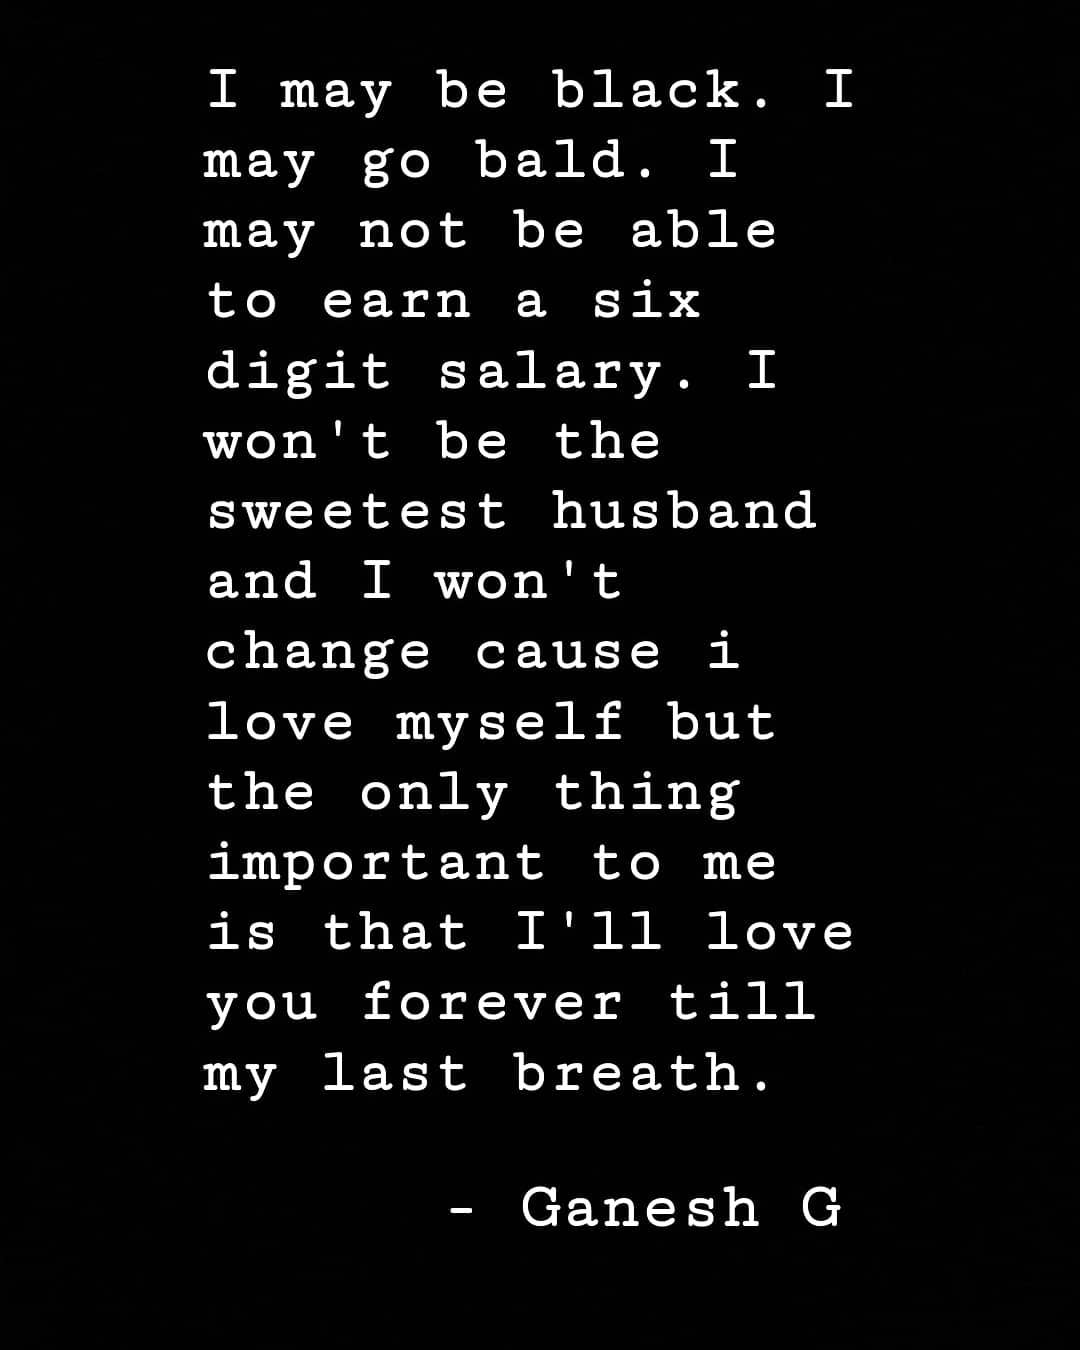 I may be black. I
may go bald. I
may not be able
to earn a six
digit salary. I
won't be the
sweetest husband
and I won't
change cause i
love myself but
the only thing
important to me
is that I'll love
you forever till
my last breath.
- Ganesh G